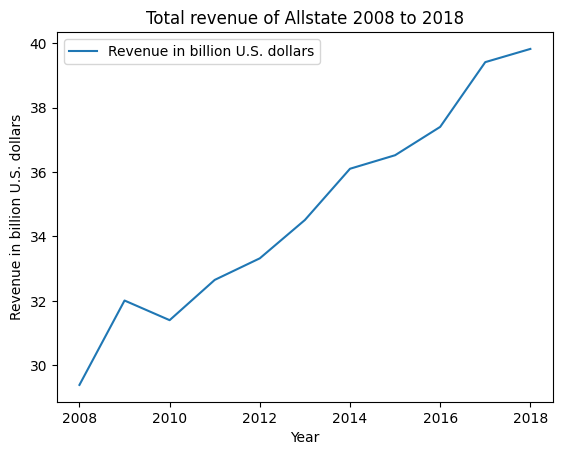 Total revenue of Allstate 2008 to 2018
Revenue in billion U.S. dollars
Revenue in billion U.S. dollars
40
38
36
34
32
30
2008 2010 2012 2014 2016 2018
Year